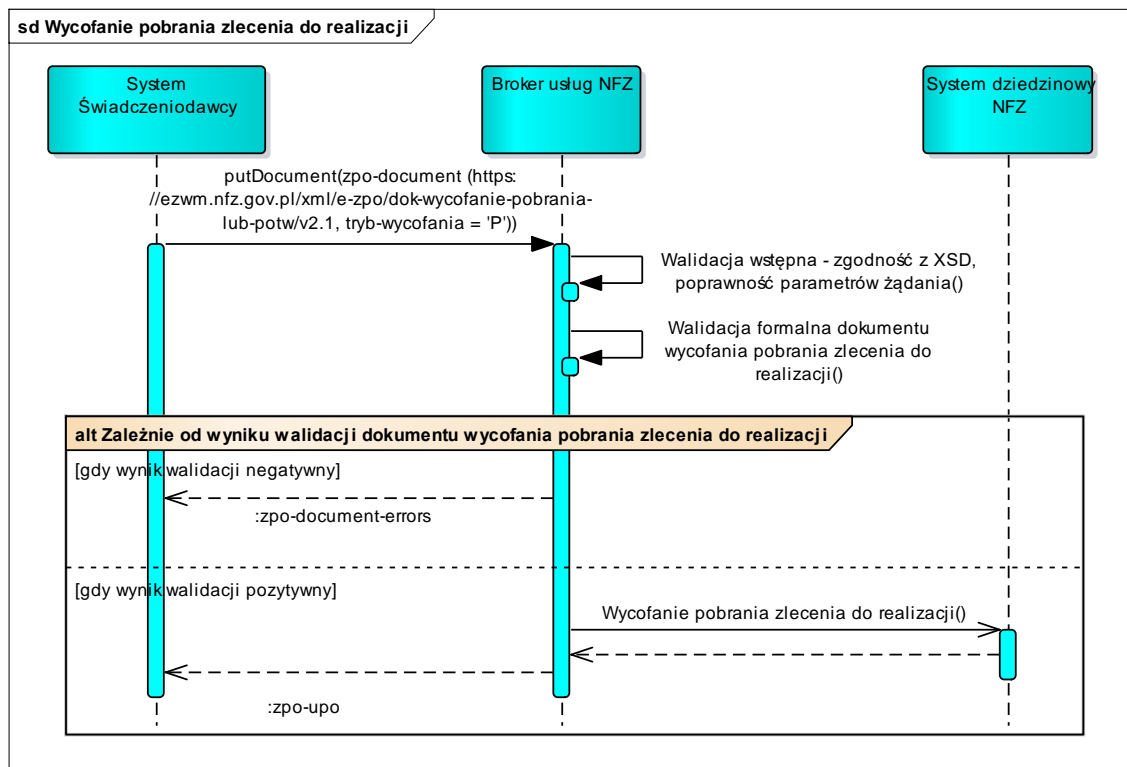 sd Wycofanie pobrania zlecenia do realizacji
System
Świadczeniodawcy
Broker usług NFZ
System dziedzinowy
NFZ
putDocument(zpo-document (https:
//ezwm.nfz.gov.pl/xml/e-zpo/dok-wycofanie-pobrania-
lub-potw/v2.1, tryb-wycofania = 'P'))
Walidacja wstępna - zgodność z XSD,
poprawność parametrów żądania()
Walidacja formalna dokumentu
wycofania pobrania zlecenia do
realizacji()
alt Zależnie od wyniku walidacji dokumentu wycofania pobrania zlecenia do realizacji
[gdy wynik walidacji negatywny]
:zpo-document-errors
[gdy wynik walidacji pozytywny]
Wycofanie pobrania zlecenia do realizacji()
:zpo-upo